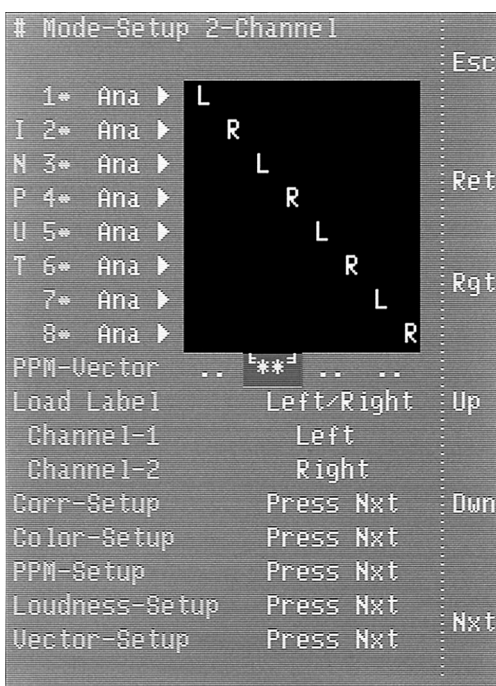 # Mode-Setup 2-Channel
Esc
1* Ana ▶ L
I 2* Ana ▶ R
N 3* Ana ▶ L
P 4* Ana ▶ R
Ret
U 5* Ana ▶ L
T 6* Ana ▶ R
Rgt
7* Ana ▶ L
8* Ana ▶ R
PPM-Vector .. ** .. ..
Load Label Left/Right
Up
Channel-1 Left
Channel-2 Right
Corr-Setup Press Nxt
Dwn
Color-Setup Press Nxt
PPM-Setup Press Nxt
Loudness-Setup Press Nxt
Nxt
Vector-Setup Press Nxt